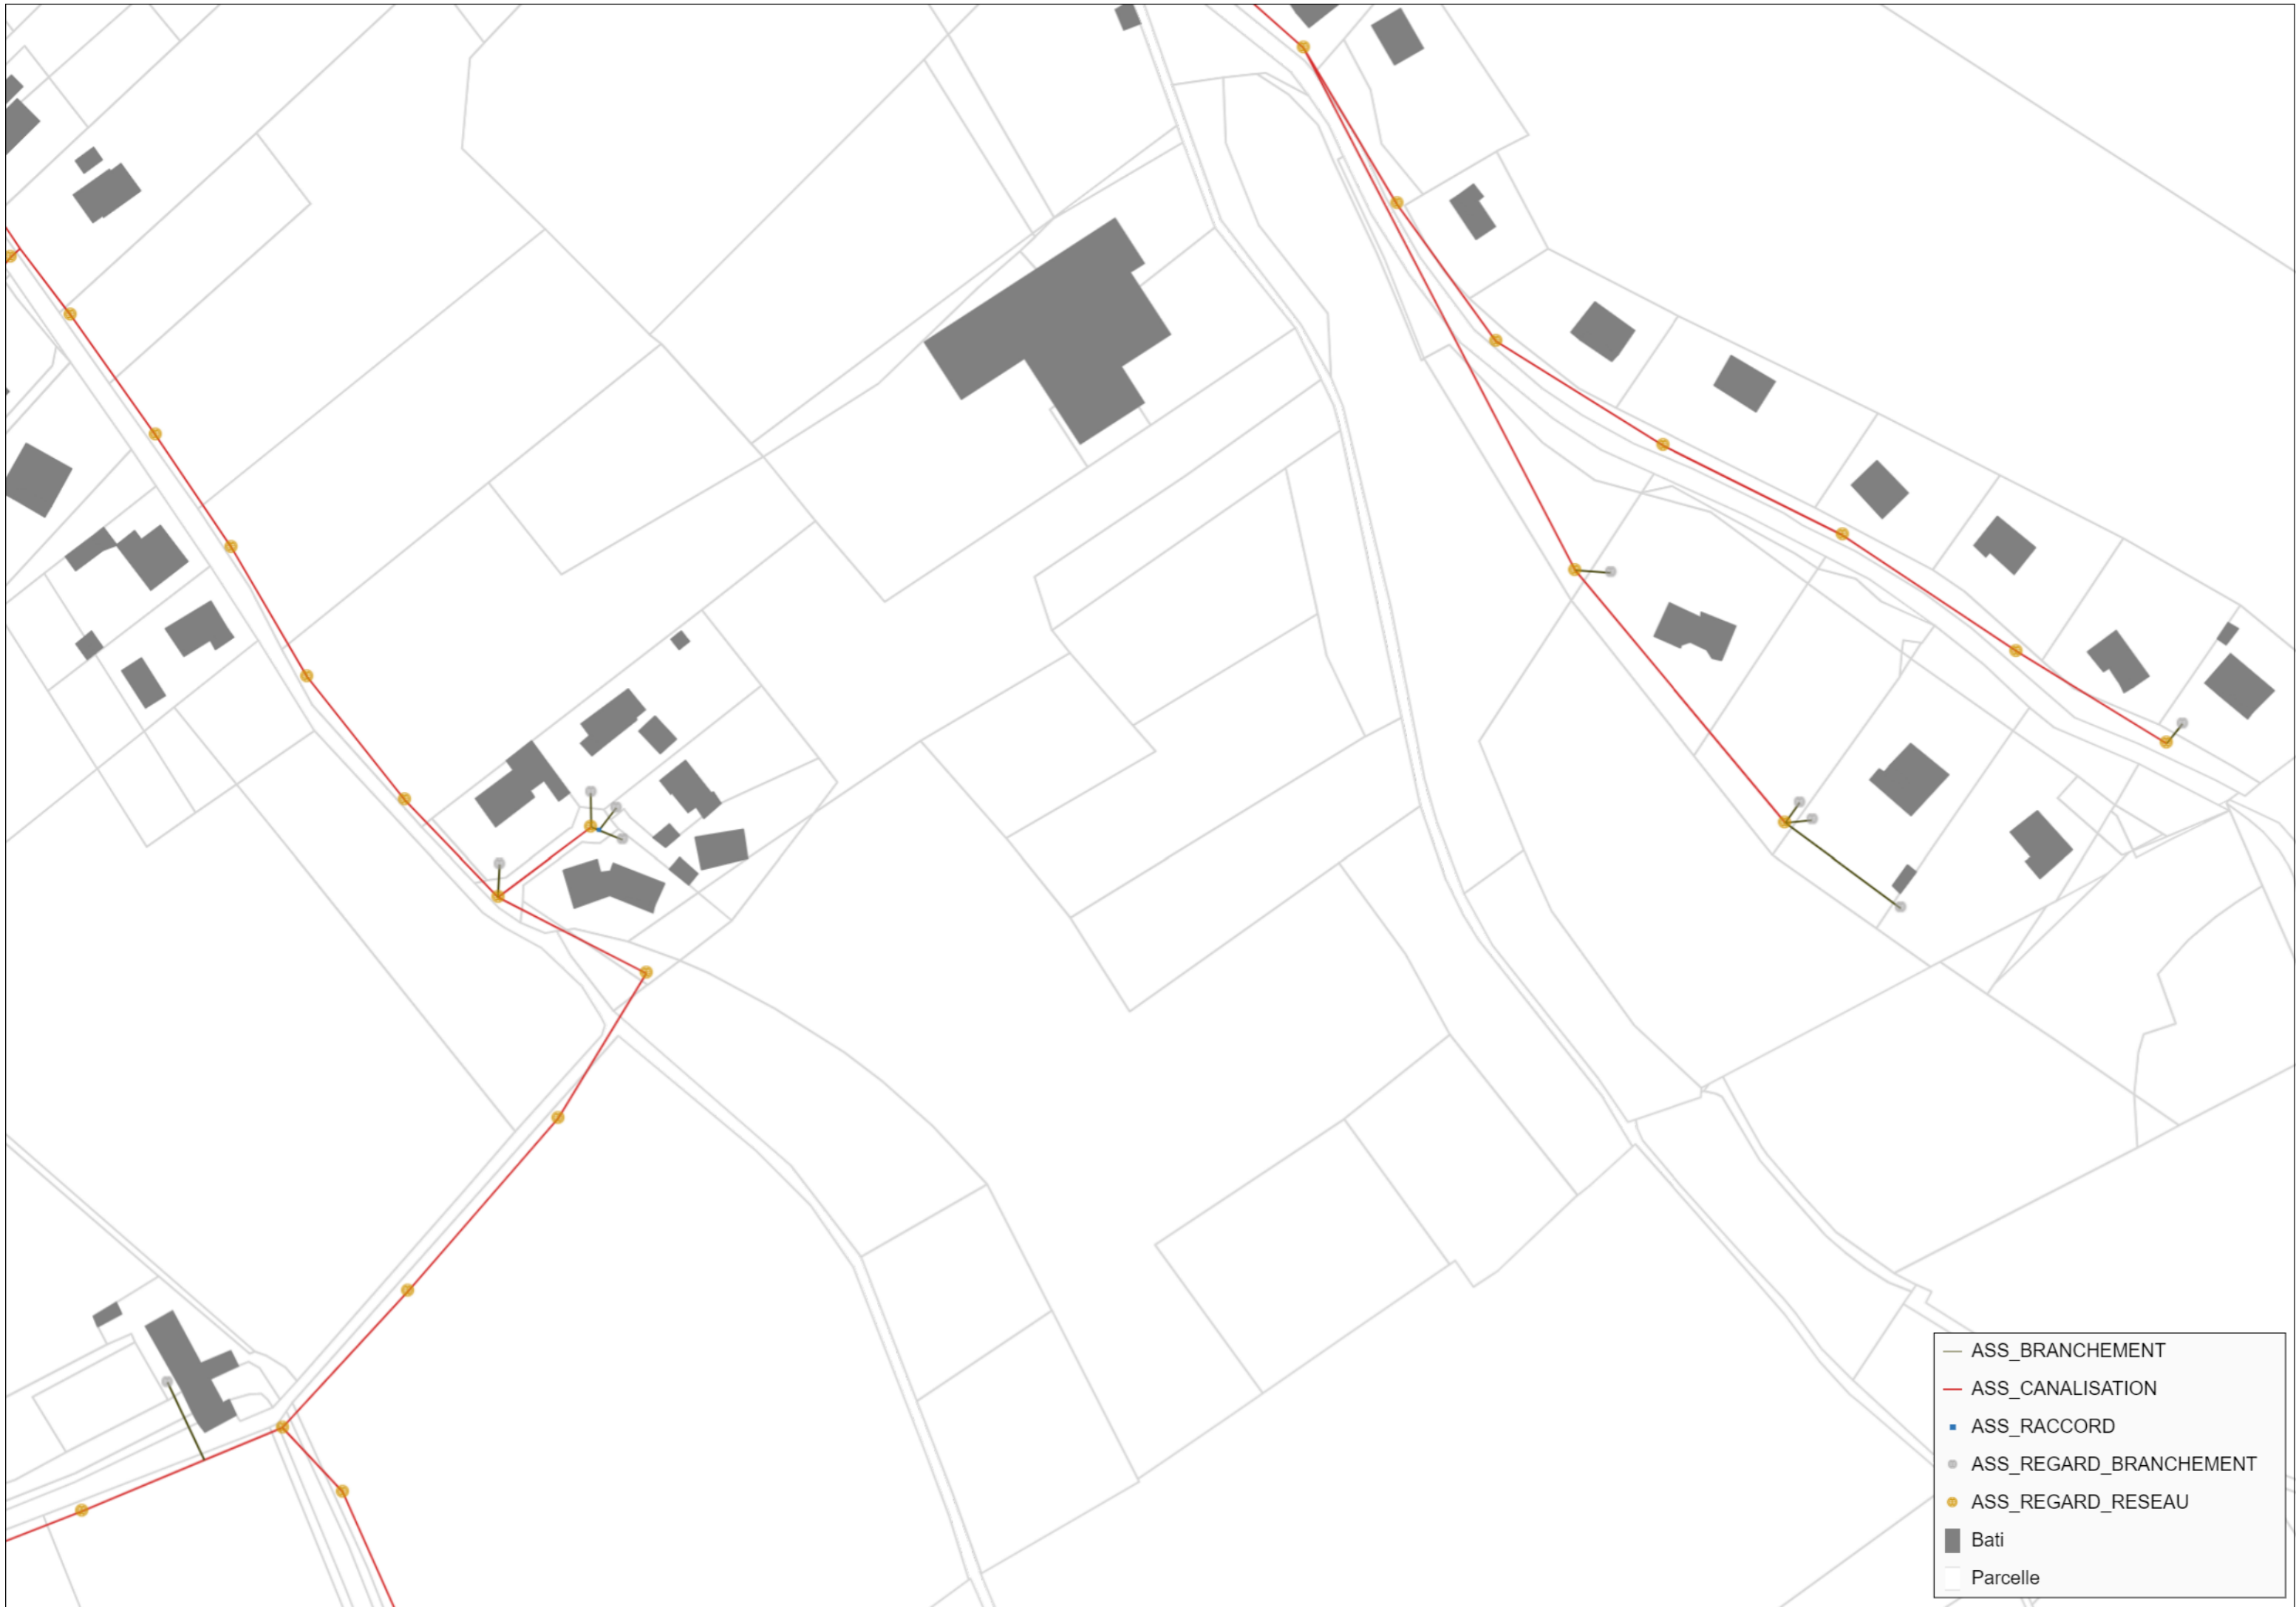 ASS_BRANCHEMENT
ASS_CANALISATION
ASS_RACCORD
ASS_REGARD_BRANCHEMENT
ASS_REGARD_RESEAU
Bati
Parcelle